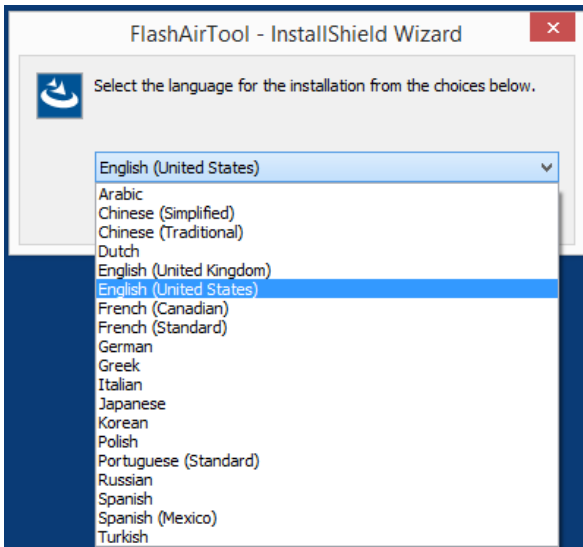 FlashAirTool - InstallShield Wizard
Select the language for the installation from the choices below.
English (United States)
Arabic
Chinese (Simplified)
Chinese (Traditional)
Dutch
English (United Kingdom)
English (United States)
French (Canadian)
French (Standard)
German
Greek
Italian
Japanese
Korean
Polish
Portuguese (Standard)
Russian
Spanish
Spanish (Mexico)
Turkish